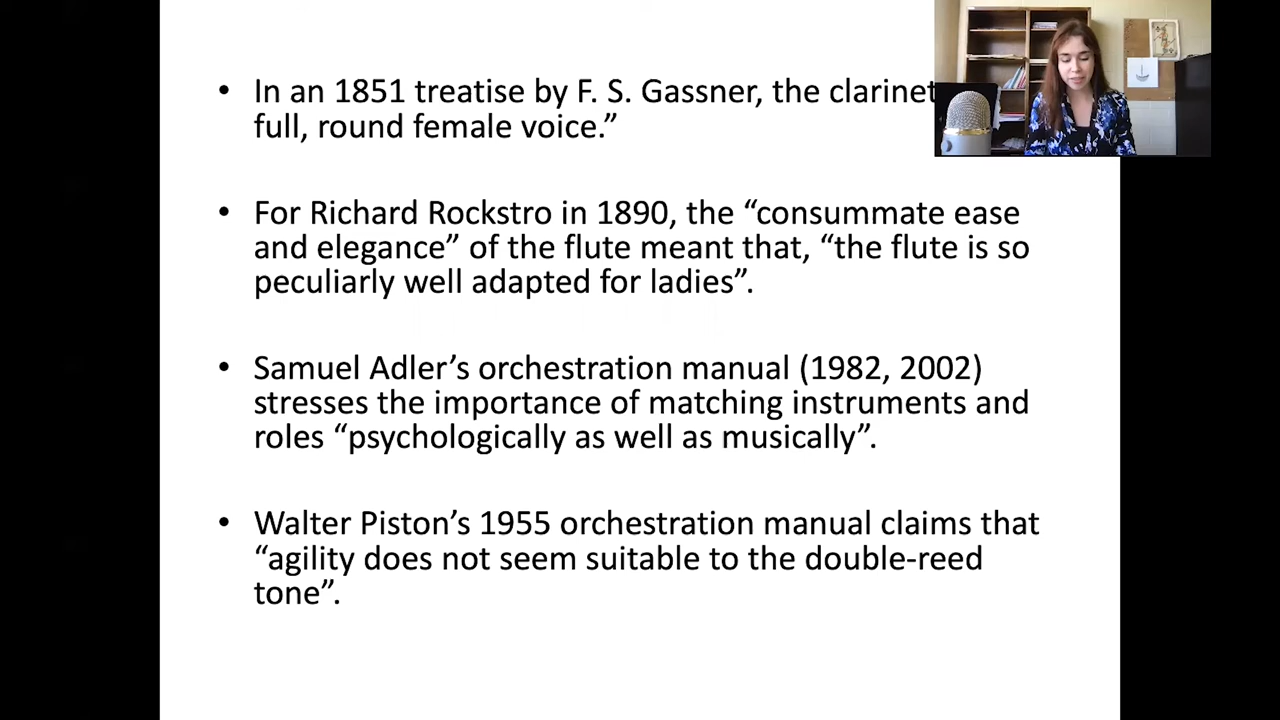 • In an 1851 treatise by F. S. Gassner, the clarinet
full, round female voice.”
• For Richard Rockstro in 1890, the “consummate ease
and elegance” of the flute meant that, “the flute is so
peculiarly well adapted for ladies”.
• Samuel Adler’s orchestration manual (1982, 2002)
stresses the importance of matching instruments and
roles “psychologically as well as musically”.
• Walter Piston’s 1955 orchestration manual claims that
“agility does not seem suitable to the double-reed
tone”.